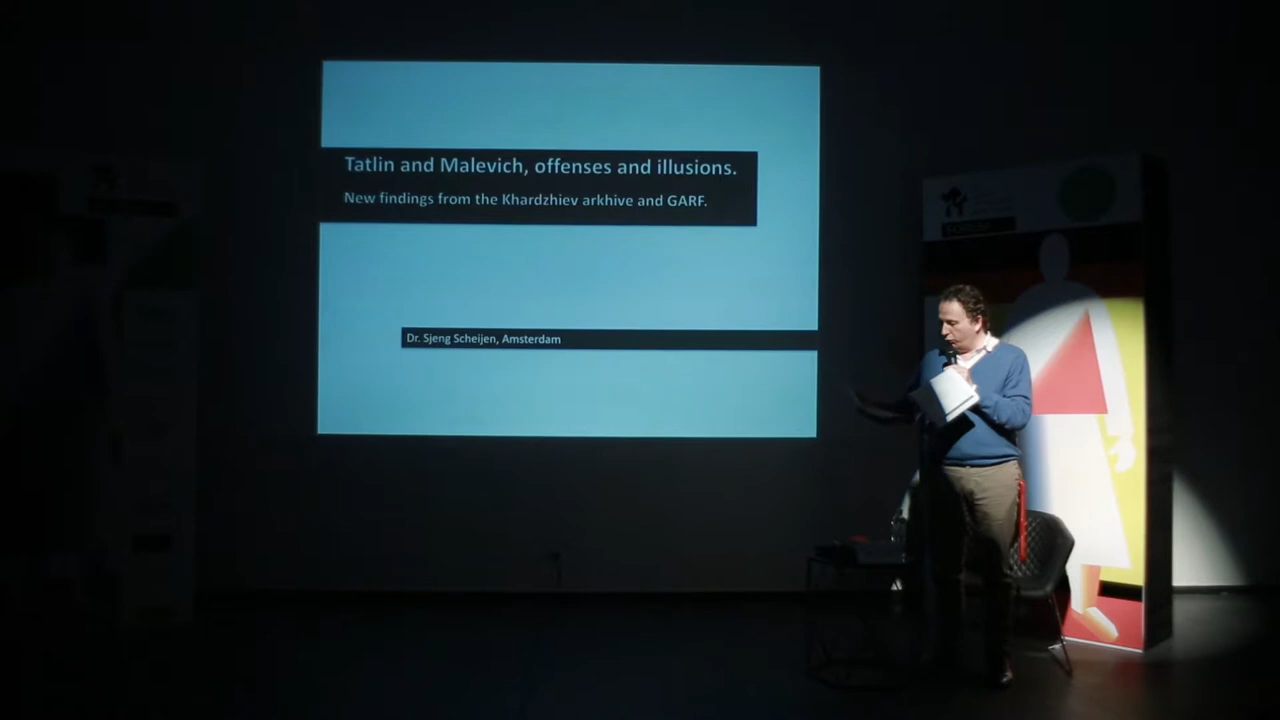 Tatlin and Malevich, offenses and illusions.
New findings from the Khardzhiev arkhive and GARF.
Dr. Sjeng Scheijen, Amsterdam